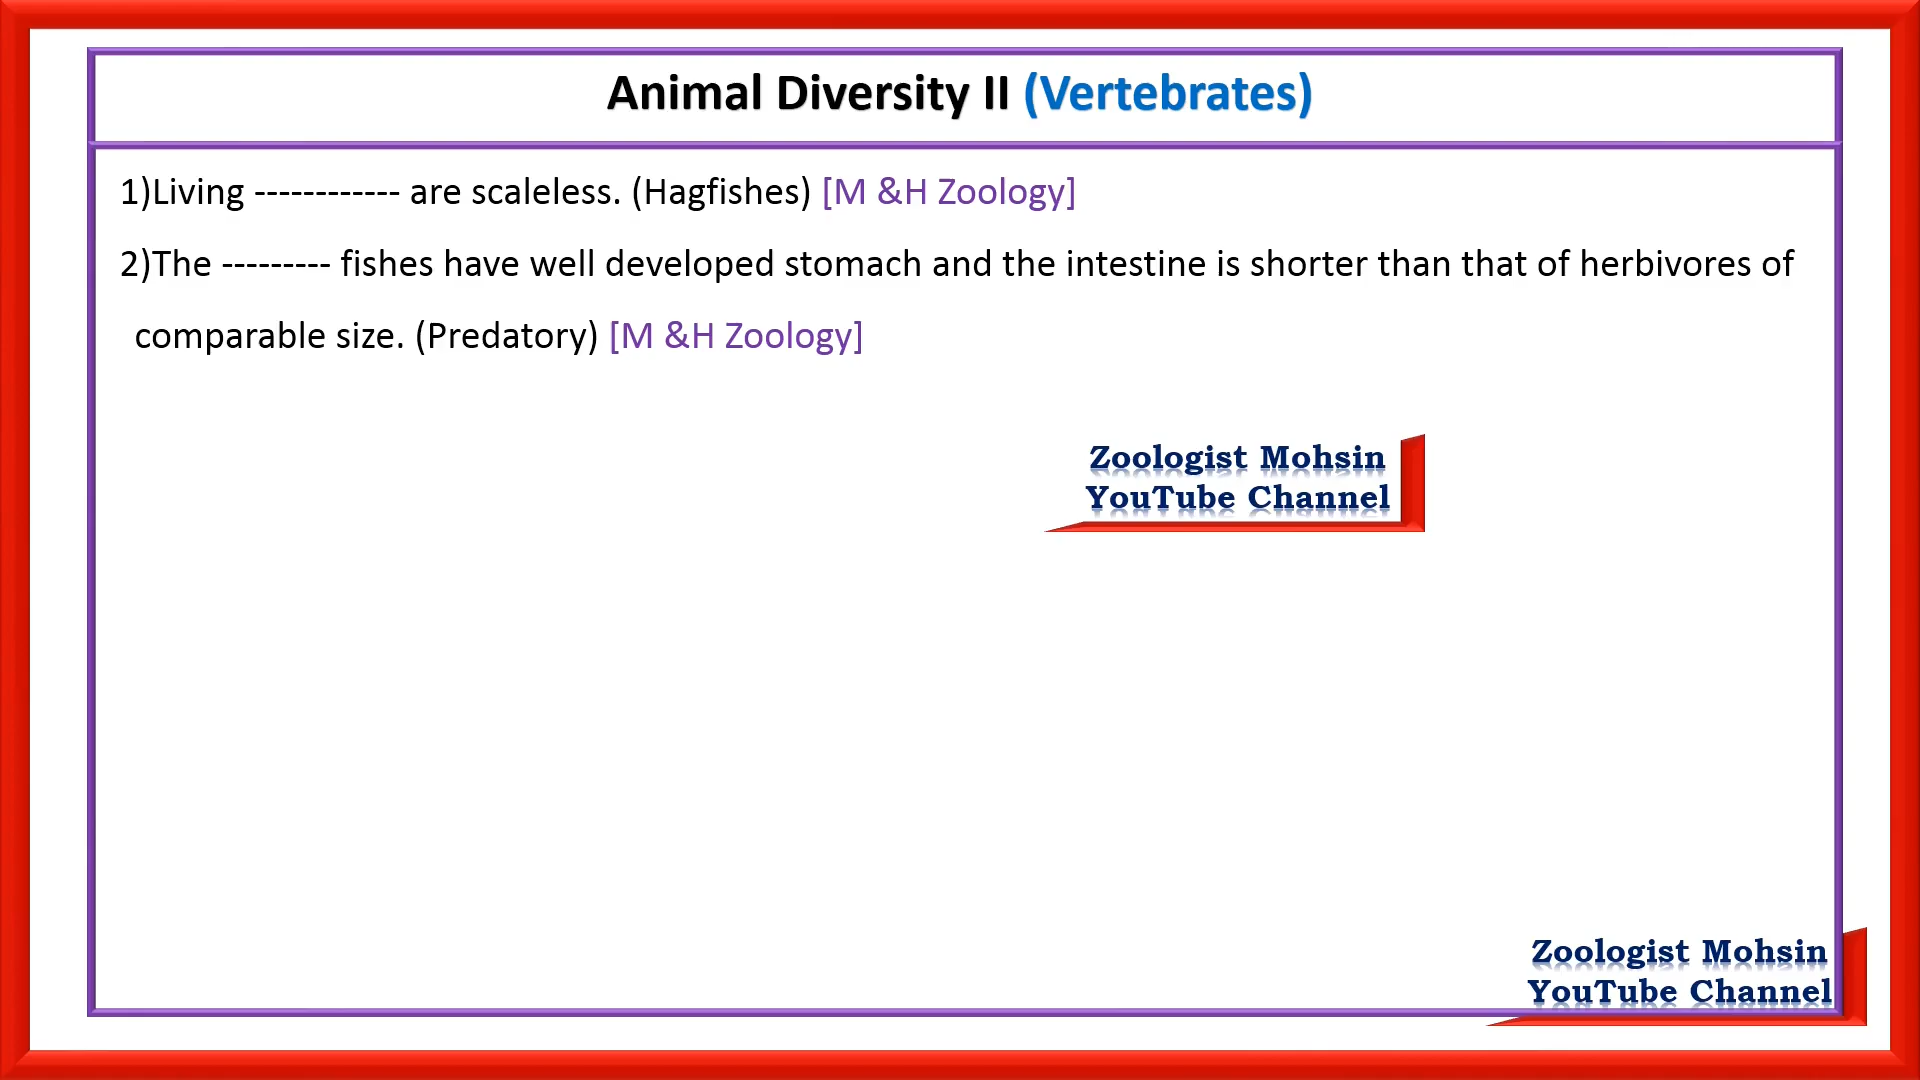 Animal Diversity II (Vertebrates)
1)Living ------------ are scaleless. (Hagfishes) [M &H Zoology]
2)The --------- fishes have well developed stomach and the intestine is shorter than that of herbivores of
comparable size. (Predatory) [M &H Zoology]
Zoologist Mohsin
YouTube Channel
Zoologist Mohsin
YouTube Channel